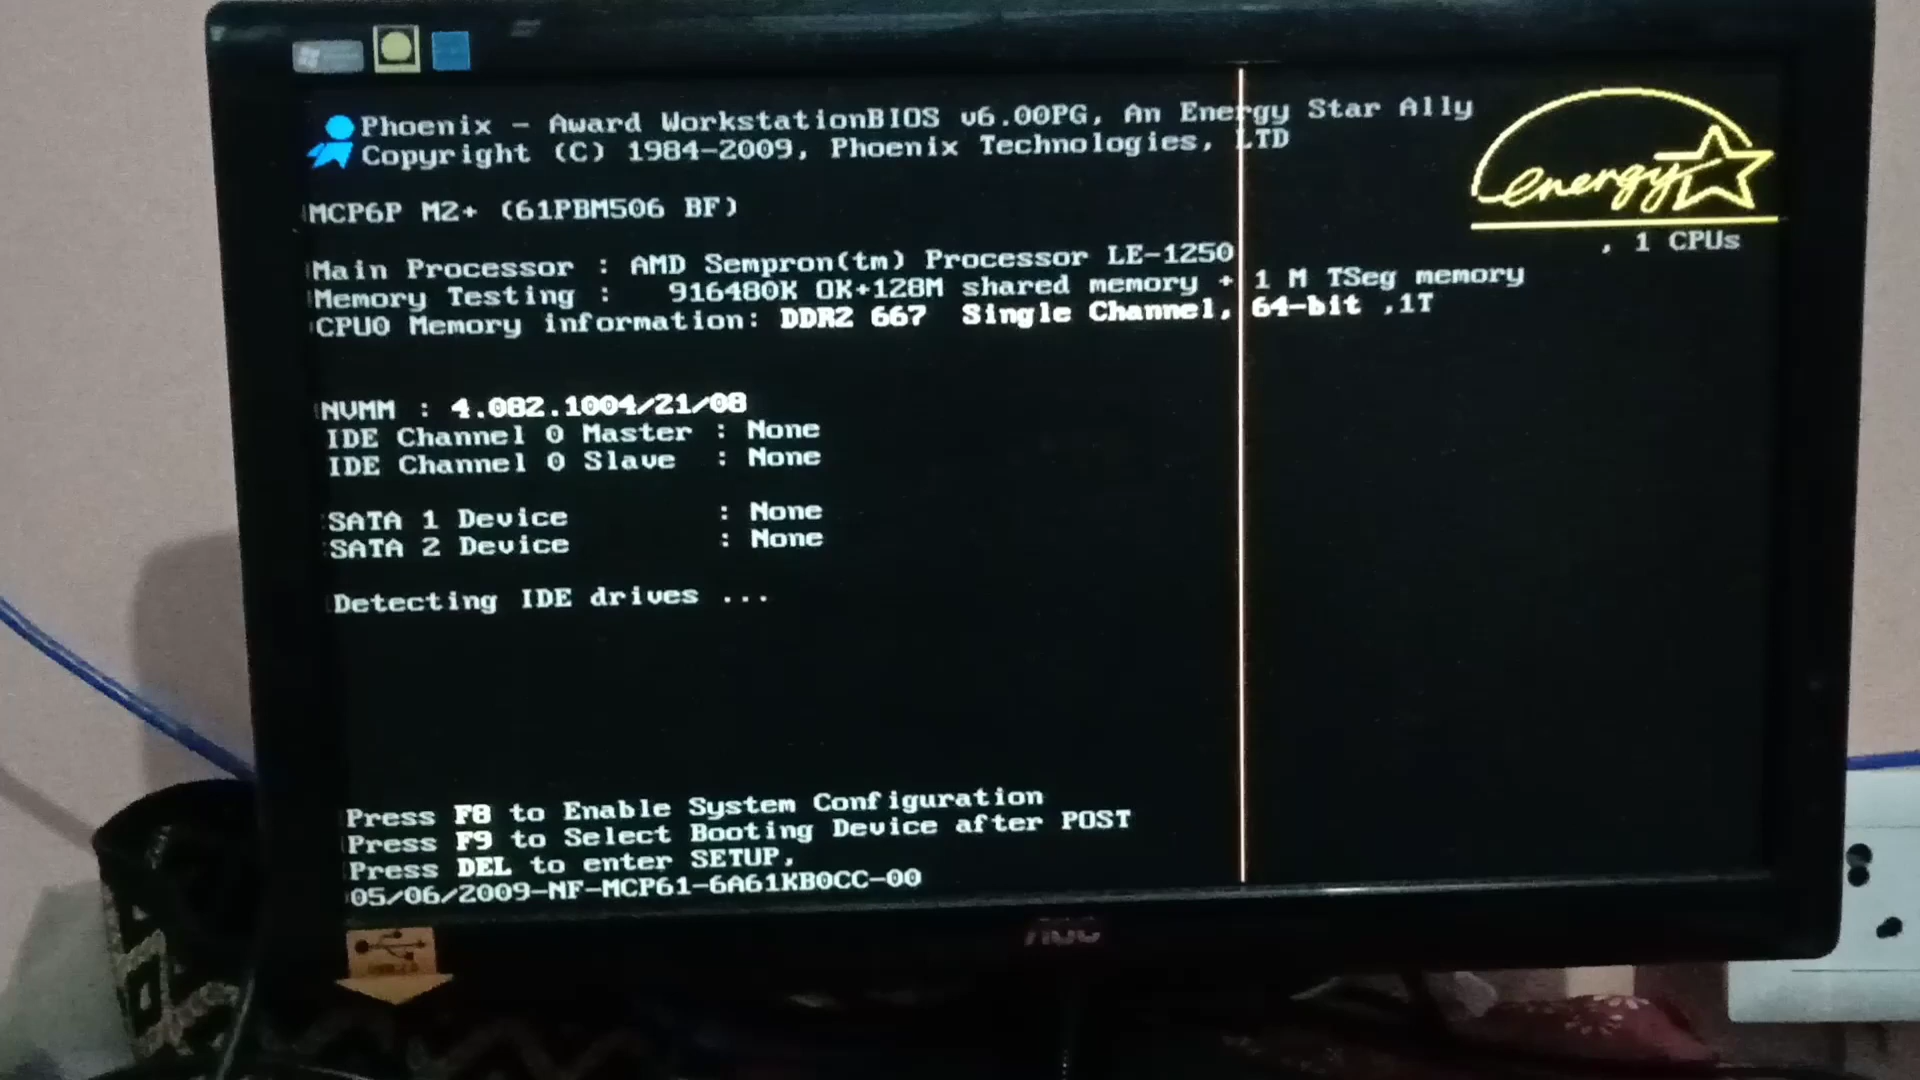 Phoenix - Award WorkstationBIOS v6.00PG, An Energy Star Ally
Copyright (C) 1984-2009, Phoenix Technologies, LTD
energy
MCP6P M2+ (61PBM506 BF)
, 1 CPUs
Main Processor : AMD Sempron(tm) Processor LE-1250
Memory Testing : 916480K OK+128M shared memory + 1 M TSeg memory
CPU0 Memory information: DDR2 667 Single Channel, 64-bit ,1T
NVMM : 4.082.1004/21/08
IDE Channel 0 Master : None
IDE Channel 0 Slave : None
SATA 1 Device : None
SATA 2 Device : None
Detecting IDE drives ...
Press F8 to Enable System Configuration
Press F9 to Select Booting Device after POST
Press DEL to enter SETUP,
05/06/2009-NF-MCP61-6A61KB0CC-00
AOC